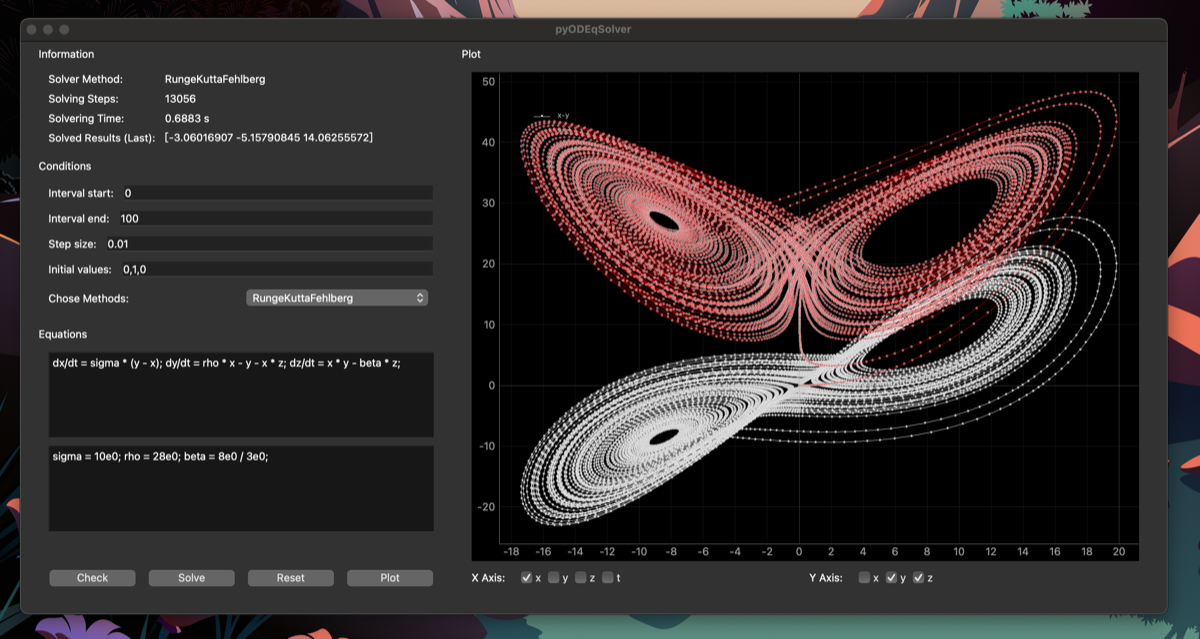 pyODEqSolver
Information
Solver Method: RungeKuttaFehlberg
Solving Steps: 13056
Solvering Time: 0.6883 s
Solved Results (Last): [-3.06016907 -5.15790845 14.06255572]
Conditions
Interval start: 0
Interval end: 100
Step size: 0.01
Initial values: 0,1,0
Chose Methods: RungeKuttaFehlberg
Equations
dx/dt = sigma * (y - x); dy/dt = rho * x - y - x * z; dz/dt = x * y - beta * z;
sigma = 10e0; rho = 28e0; beta = 8e0 / 3e0;
Check Solve Reset Plot
Plot
50
x-y
40
30
20
10
0
-10
-20
-18 -16 -14 -12 -10 -8 -6 -4 -2 0 2 4 6 8 10 12 14 16 18 20
X Axis: x y z t Y Axis: x y z